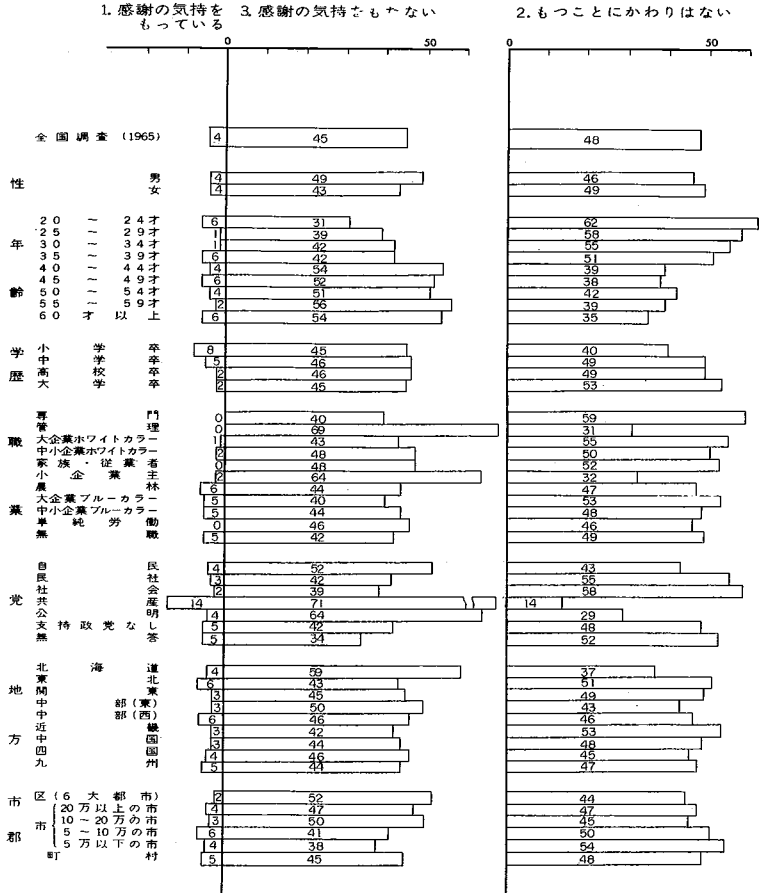 1. 感謝の気持を もっている 3. 感謝の気持をもたない 2. もつことにかわりはない
0 50 0 50
全国調査 (1965) 4 45 48
性
男 4 49 46
女 4 43 49
年齢
20 ～ 24才 6 31 62
25 ～ 29才 1 39 58
30 ～ 34才 1 42 55
35 ～ 39才 6 42 51
40 ～ 44才 4 54 39
45 ～ 49才 6 52 38
50 ～ 54才 4 51 42
55 ～ 59才 2 56 39
60才以上 6 54 35
学歴
小学卒 8 45 40
中学卒 5 46 49
高校卒 2 46 49
大学卒 2 45 53
職業
専門 0 40 59
管理 0 69 31
大企業ホワイトカラー 1 43 55
中小企業ホワイトカラー 2 48 50
家族・従業者 0 48 52
小企業主 2 64 32
農林 6 44 47
大企業ブルーカラー 5 40 53
中小企業ブルーカラー 5 44 48
単純労働 0 46 46
無職 5 42 49
党
自民 4 52 43
民社 3 42 55
社会 2 39 58
共産 14 71 14
公明 4 64 29
支持政党なし 5 42 48
無答 5 34 52
地方
北海道 4 59 37
東北 6 43 51
関東 3 45 49
中部(東) 3 50 43
中部(西) 6 46 46
近畿 3 42 53
中国 3 44 48
四国 4 46 45
九州 6 44 47
市郡
区(6大都市) 2 52 44
市
20万以上の市 4 47 47
10～20万の市 3 50 45
5～10万の市 6 41 50
5万以下の市 4 38 54
町村 5 45 48